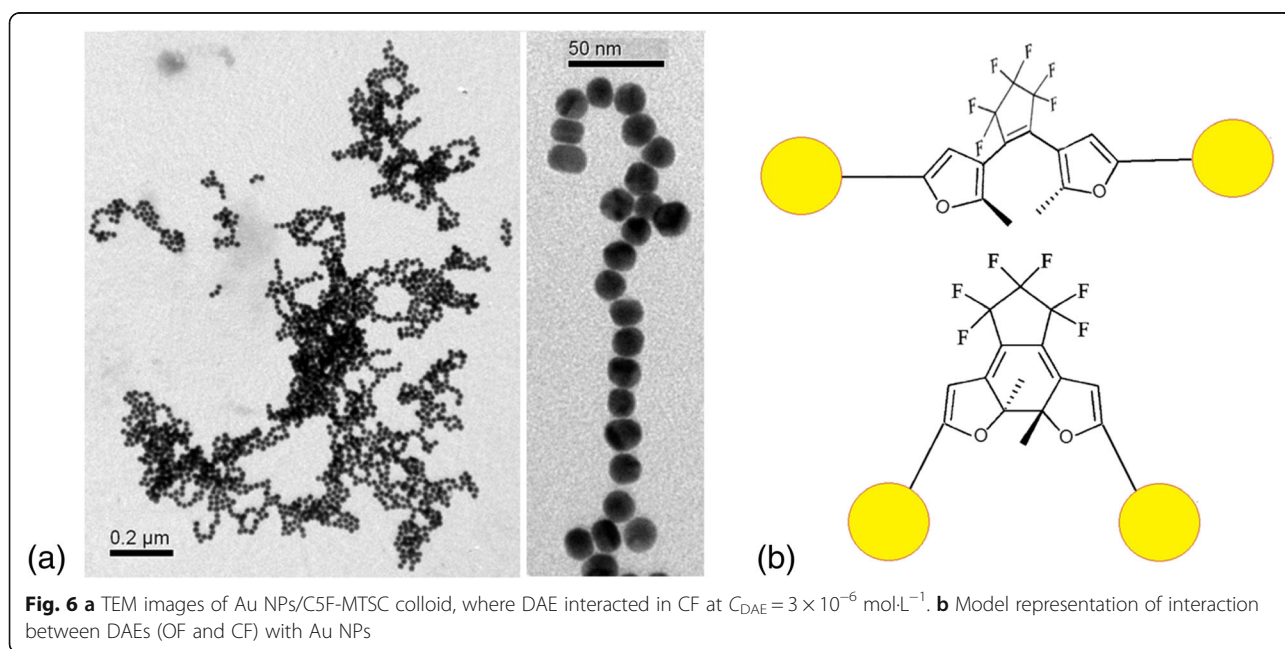 50 nm
0.2 µm
(a)
F F
F F
F
F
O
O
F F
F F
F F
O O
(b)
Fig. 6 a TEM images of Au NPs/C5F-MTSC colloid, where DAE interacted in CF at C_DAE = 3 × 10⁻⁶ mol·L⁻¹. b Model representation of interaction
between DAEs (OF and CF) with Au NPs